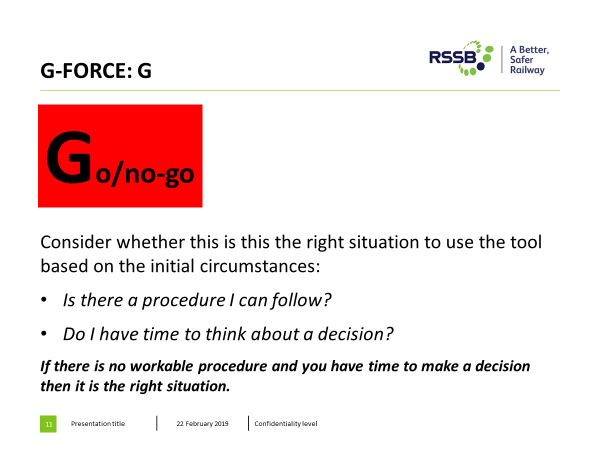 G-FORCE: G
RSSB
A Better,
Safer
Railway
Go/no-go
Consider whether this is this the right situation to use the tool
based on the initial circumstances:
• Is there a procedure I can follow?
• Do I have time to think about a decision?
If there is no workable procedure and you have time to make a decision
then it is the right situation.
11 Presentation title 22 February 2019 Confidentiality level